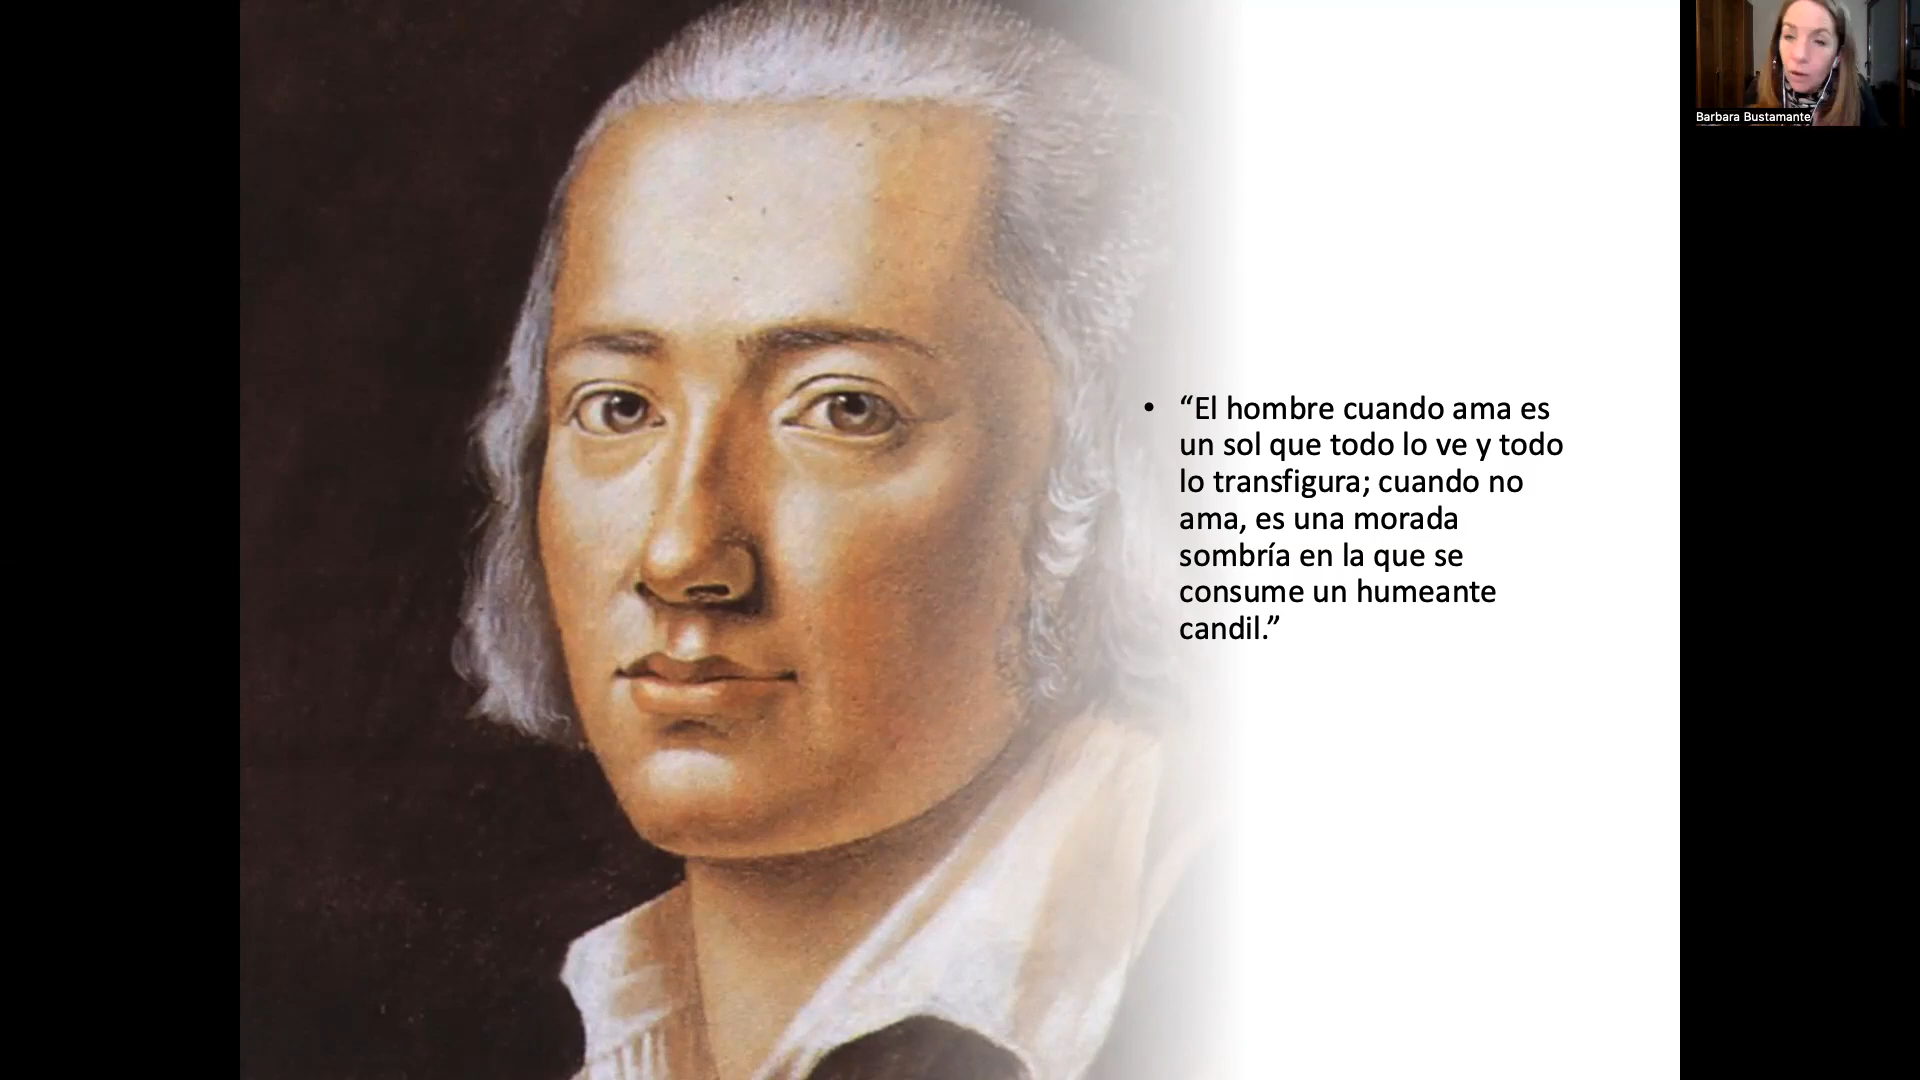 • “El hombre cuando ama es
un sol que todo lo ve y todo
lo transfigura; cuando no
ama, es una morada
sombría en la que se
consume un humeante
candil.”
Barbara Bustamante